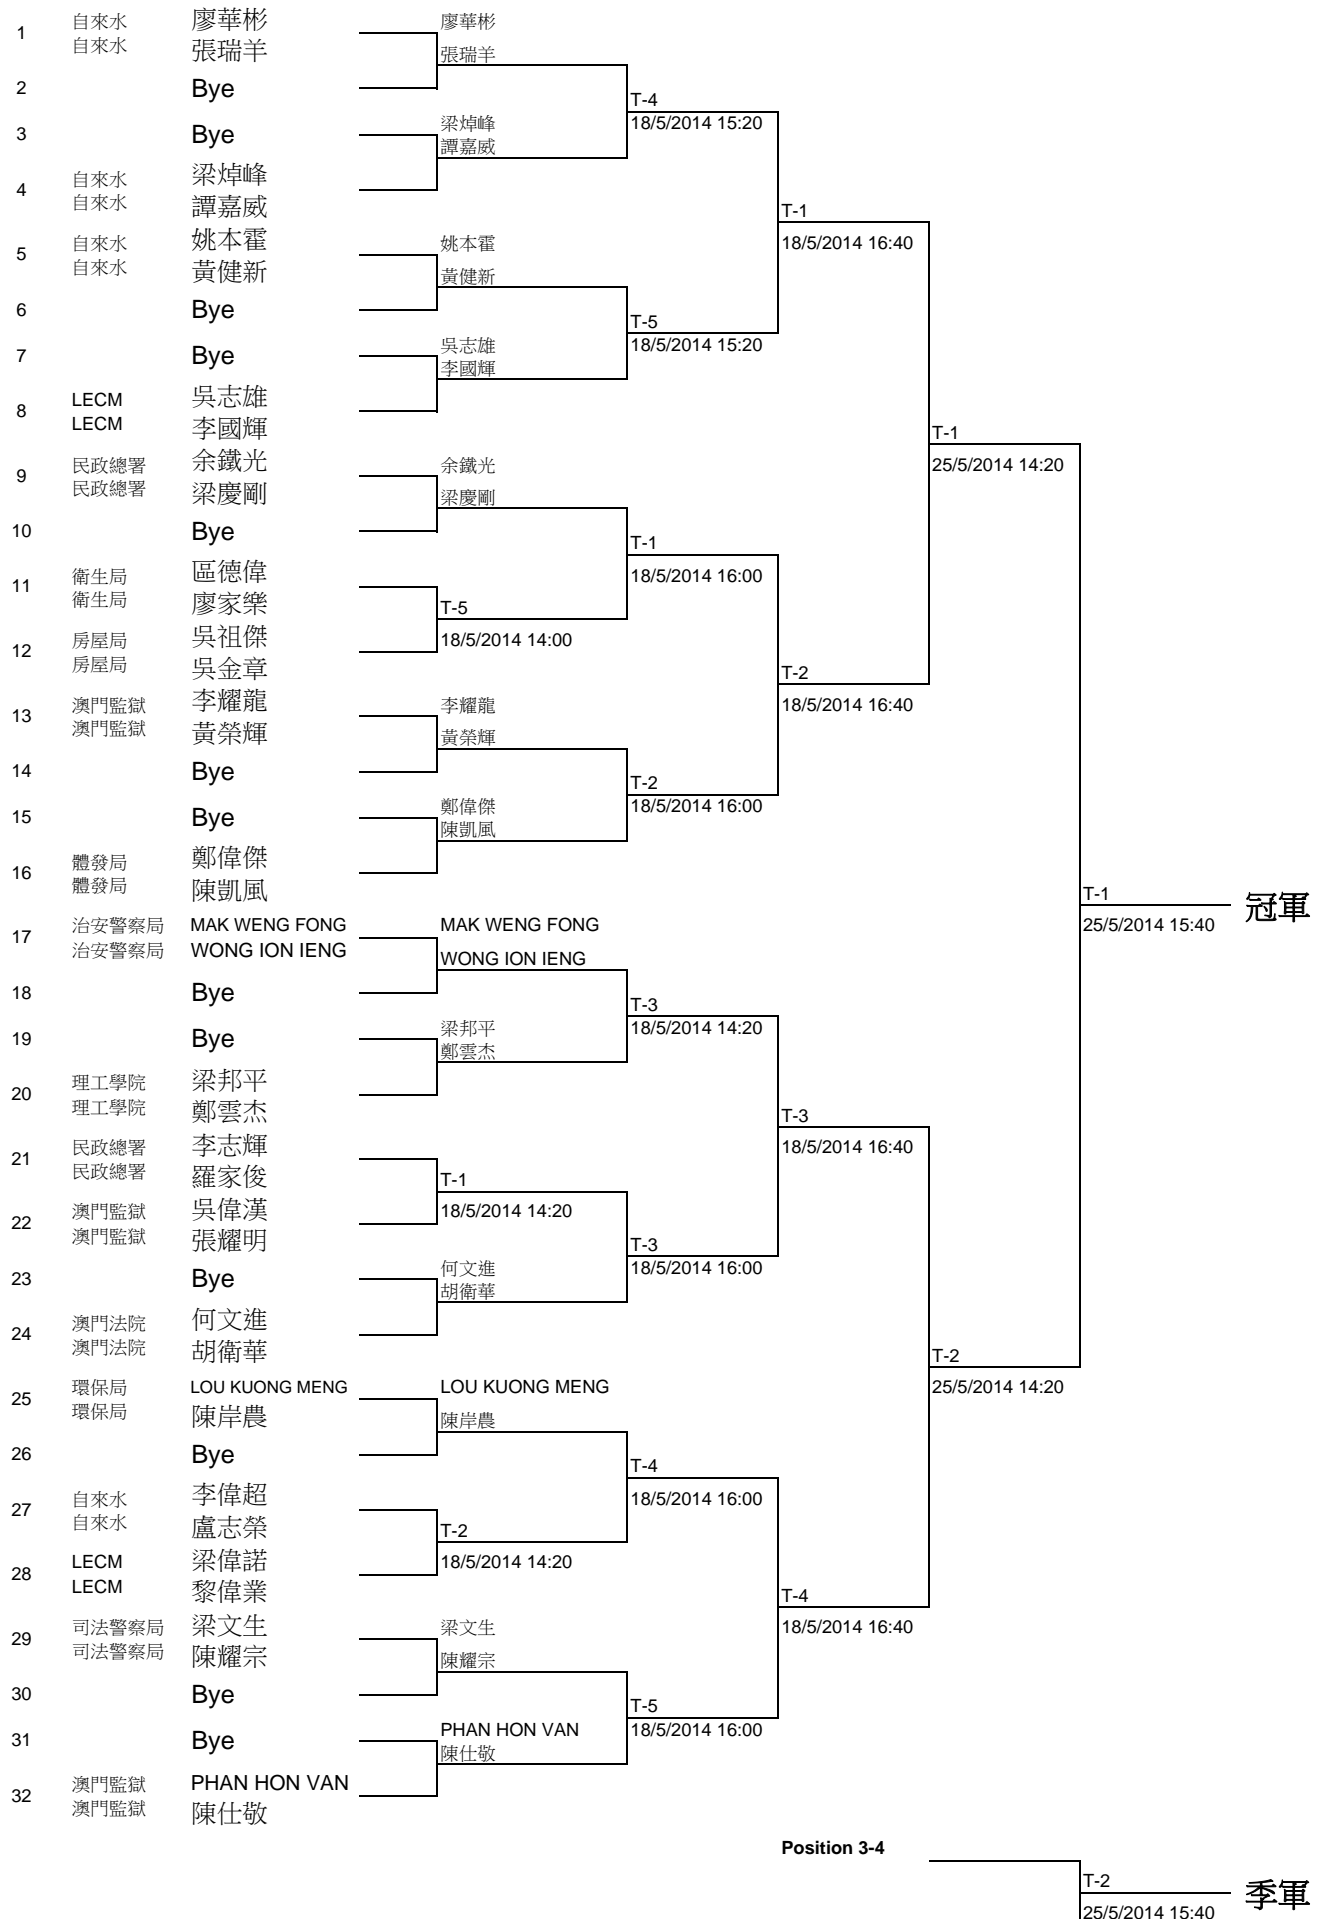 1 自來水 廖華彬 廖華彬
自來水 張瑞羊 張瑞羊
2 Bye
T-4
18/5/2014 15:20
3 Bye 梁焯峰
譚嘉威
4 自來水 梁焯峰
自來水 譚嘉威
T-1
18/5/2014 16:40
5 自來水 姚本霍 姚本霍
自來水 黃健新 黃健新
6 Bye
T-5
18/5/2014 15:20
7 Bye 吳志雄
李國輝
8 LECM 吳志雄
LECM 李國輝
T-1
25/5/2014 14:20
9 民政總署 余鐵光 余鐵光
民政總署 梁慶剛 梁慶剛
10 Bye
T-1
18/5/2014 16:00
11 衛生局 區德偉
衛生局 廖家樂
T-5
18/5/2014 14:00
12 房屋局 吳祖傑
房屋局 吳金章
T-2
18/5/2014 16:40
13 澳門監獄 李耀龍 李耀龍
澳門監獄 黃榮輝 黃榮輝
14 Bye
T-2
18/5/2014 16:00
15 Bye 鄭偉傑
陳凱風
16 體發局 鄭偉傑
體發局 陳凱風
T-1 冠軍
25/5/2014 15:40
17 治安警察局 MAK WENG FONG MAK WENG FONG
治安警察局 WONG ION IENG WONG ION IENG
18 Bye
T-3
18/5/2014 14:20
19 Bye 梁邦平
鄭雲杰
20 理工學院 梁邦平
理工學院 鄭雲杰
T-3
18/5/2014 16:40
21 民政總署 李志輝
民政總署 羅家俊
T-1
18/5/2014 14:20
22 澳門監獄 吳偉漢
澳門監獄 張耀明
T-3
18/5/2014 16:00
23 Bye 何文進
胡衛華
24 澳門法院 何文進
澳門法院 胡衛華
T-2
25/5/2014 14:20
25 環保局 LOU KUONG MENG LOU KUONG MENG
環保局 陳岸農 陳岸農
26 Bye
T-4
18/5/2014 16:00
27 自來水 李偉超
自來水 盧志榮
T-2
18/5/2014 14:20
28 LECM 梁偉諾
LECM 黎偉業
T-4
18/5/2014 16:40
29 司法警察局 梁文生 梁文生
司法警察局 陳耀宗 陳耀宗
30 Bye
T-5
18/5/2014 16:00
31 Bye PHAN HON VAN
陳仕敬
32 澳門監獄 PHAN HON VAN
澳門監獄 陳仕敬
Position 3-4
T-2 季軍
25/5/2014 15:40